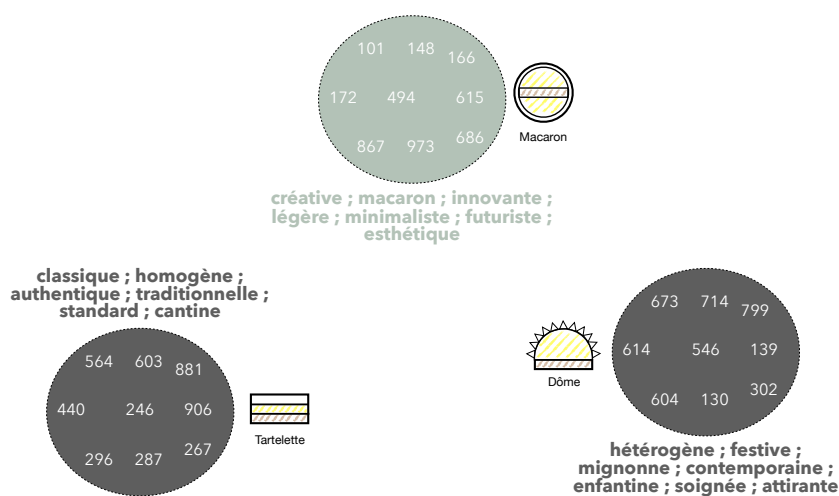 101 148 166
172 494 615
867 973 686
Macaron
créative ; macaron ; innovante ;
légère ; minimaliste ; futuriste ;
esthétique
classique ; homogène ;
authentique ; traditionnelle ;
standard ; cantine
564 603 881
440 246 906
296 287 267
Tartelette
673 714 799
614 546 139
604 130 302
Dôme
hétérogène ; festive ;
mignonne ; contemporaine ;
enfantine ; soignée ; attirante